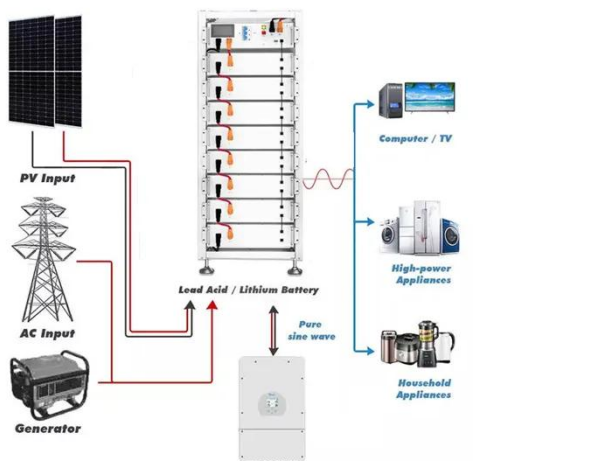 PV Input
Computer / TV
AC Input
High-power
Appliances
Lead Acid / Lithium Battery
Pure
sine wave
Generator
Household
Appliances